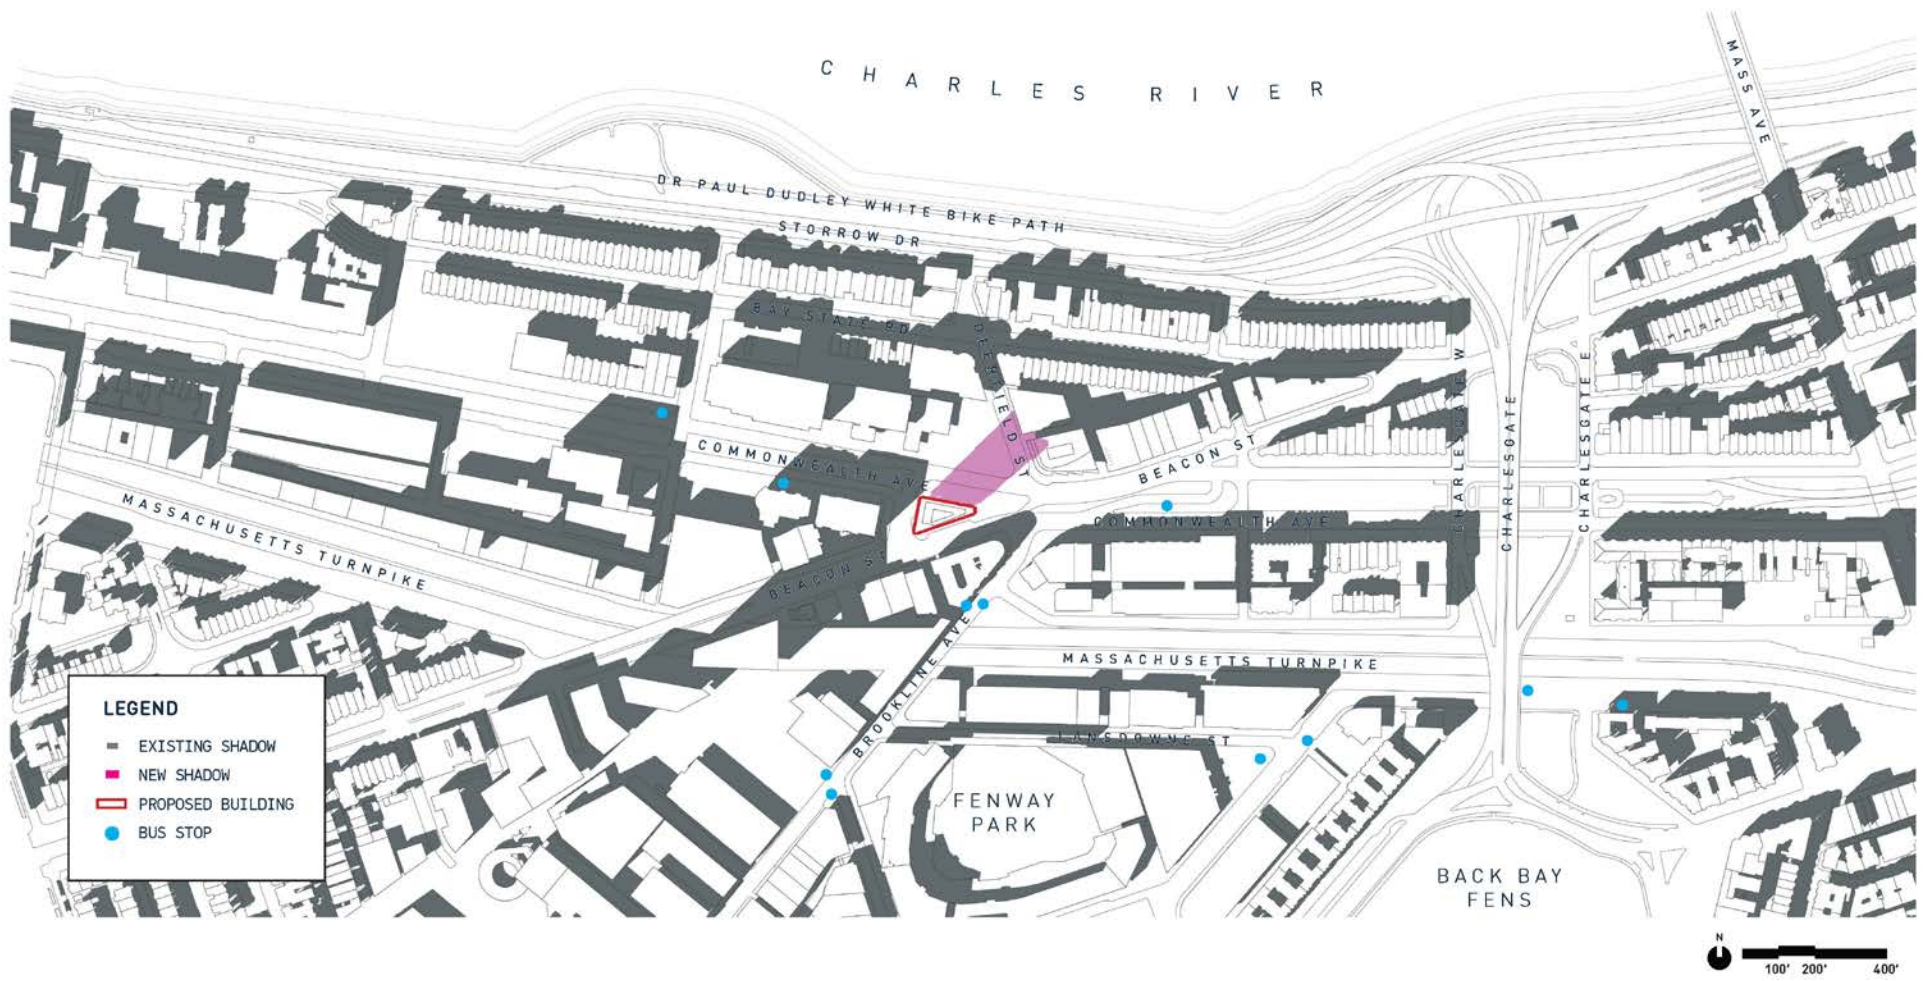 CHARLES RIVER
MASS AVE
DR PAUL DUDLEY WHITE BIKE PATH
STORROW DR
BAY STATE RD
DEERFIELD ST
COMMONWEALTH AVE
BEACON ST
CHARLESGATE W
CHARLESGATE
CHARLESGATE
MASSACHUSETTS TURNPIKE
COMMONWEALTH AVE
BEACON ST
BROOKLINE AVE
MASSACHUSETTS TURNPIKE
LANSDOWNE ST
FENWAY
PARK
BACK BAY
FENS
LEGEND
EXISTING SHADOW
NEW SHADOW
PROPOSED BUILDING
BUS STOP
N
100' 200' 400'